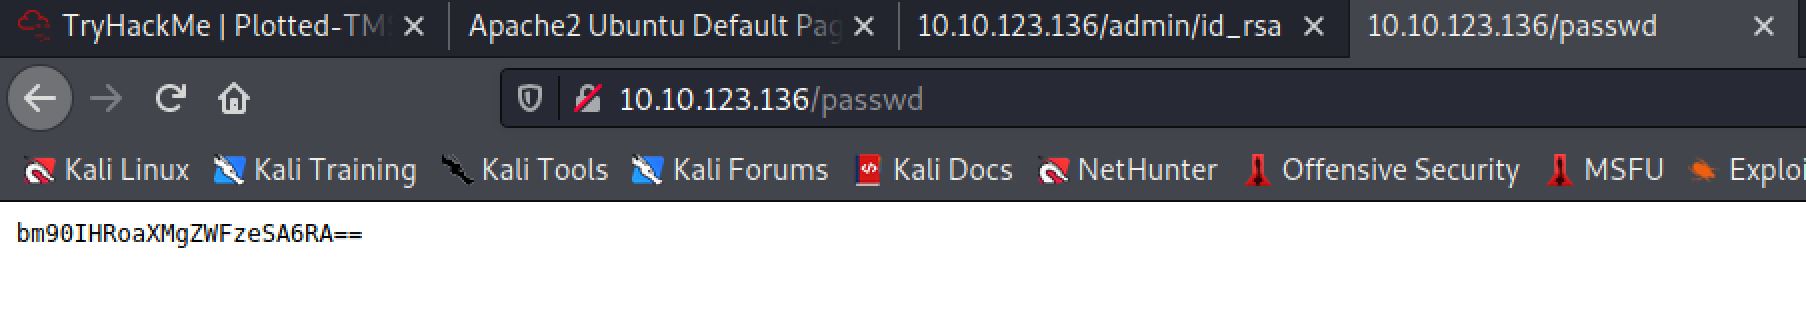 TryHackMe | Plotted-TMS Apache2 Ubuntu Default Pag 10.10.123.136/admin/id_rsa 10.10.123.136/passwd
10.10.123.136/passwd
Kali Linux Kali Training Kali Tools Kali Forums Kali Docs NetHunter Offensive Security MSFU Exploi
bm90IHRoaXMgZWFzeSA6RA==